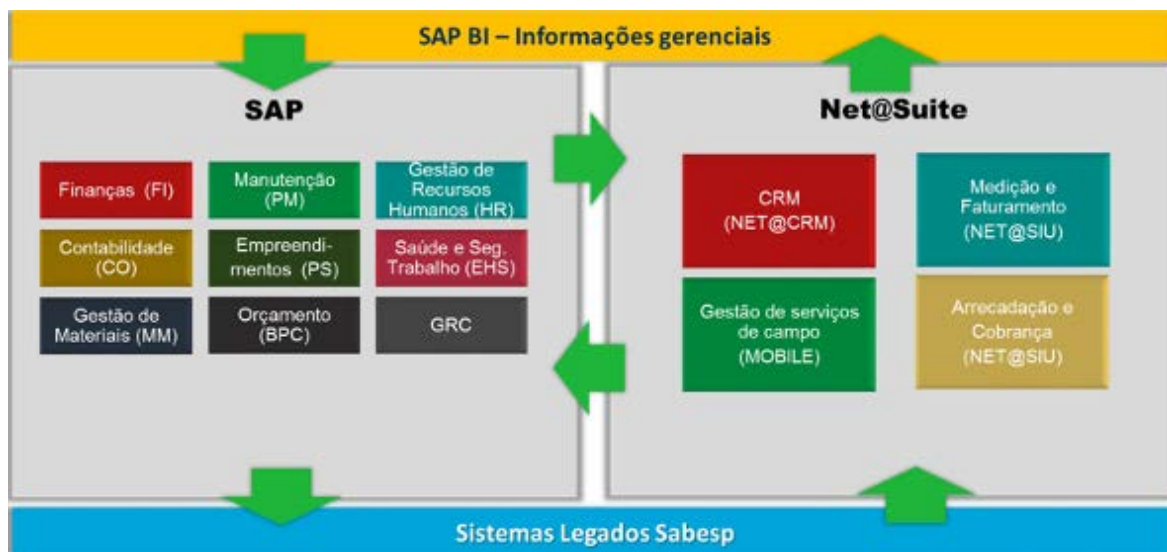 SAP BI – Informações gerenciais
SAP
Finanças (FI)
Manutenção
(PM)
Gestão de
Recursos
Humanos (HR)
Contabilidade
(CO)
Empreendi-
mentos (PS)
Saúde e Seg.
Trabalho (EHS)
Gestão de
Materiais (MM)
Orçamento
(BPC)
GRC
Net@Suite
CRM
(NET@CRM)
Medição e
Faturamento
(NET@SIU)
Gestão de serviços
de campo
(MOBILE)
Arrecadação e
Cobrança
(NET@SIU)
Sistemas Legados Sabesp